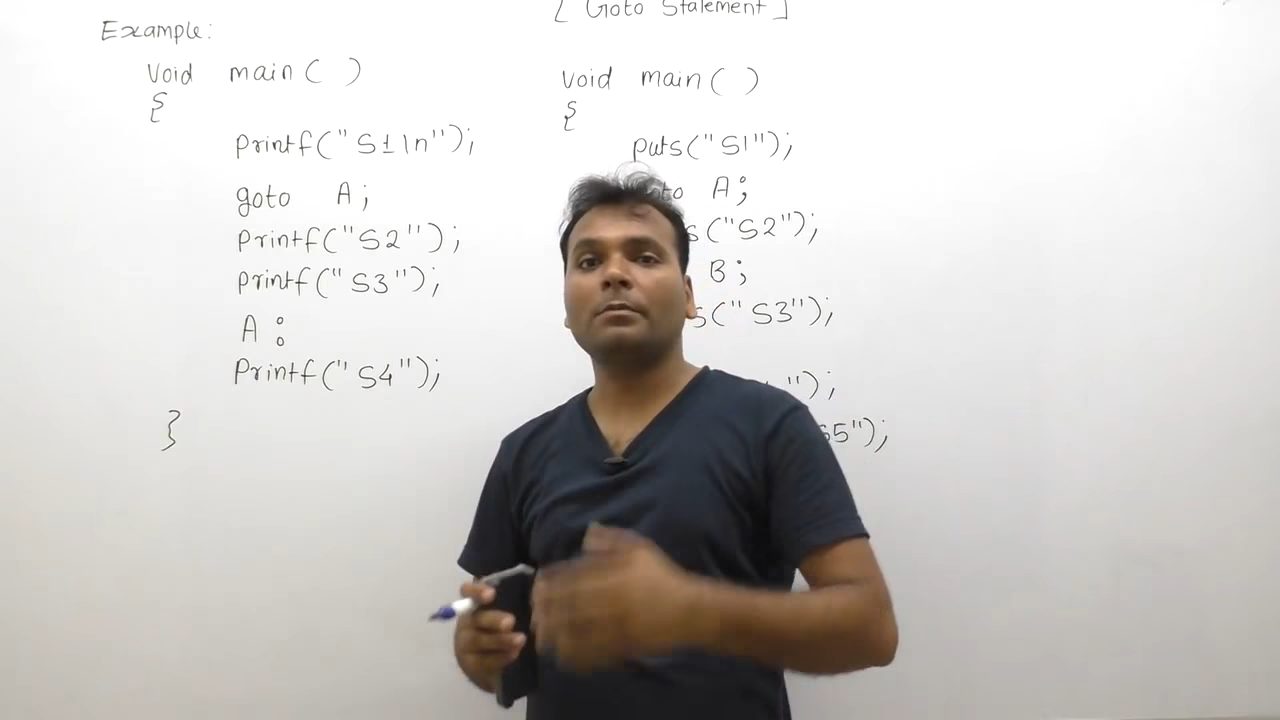 [ Goto Statement ]
Example:
void main( )
{
printf("S1\n");
goto A;
printf("S2");
printf("S3");
A :
Printf("S4");
}
void main( )
{
puts("S1");
A;
("S2");
B;
("S3");
");
S5");